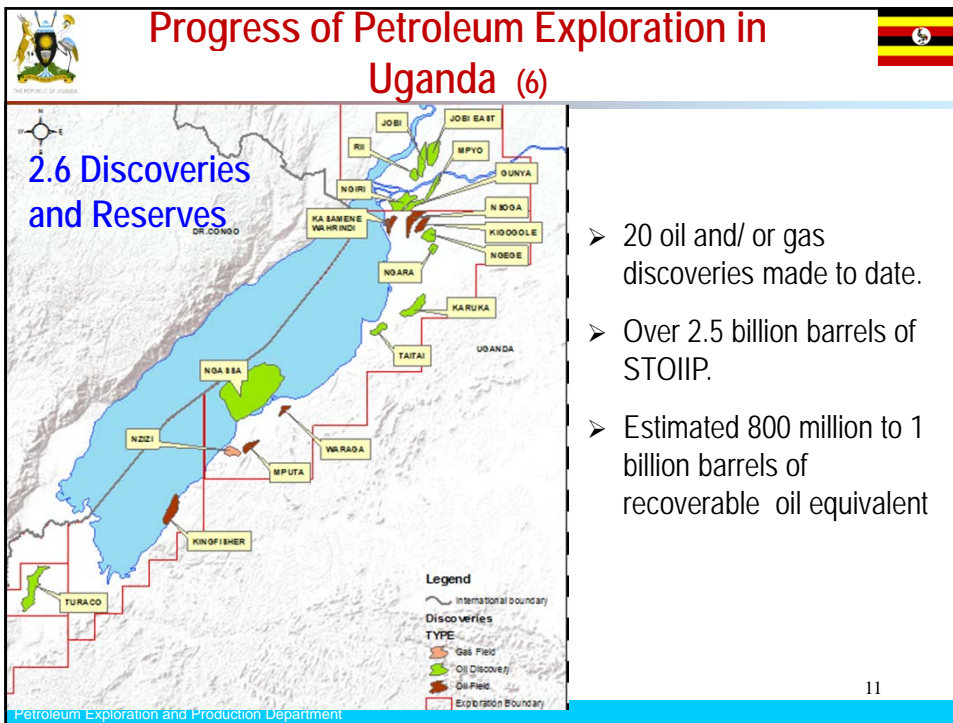 Progress of Petroleum Exploration in
Uganda (6)
THE REPUBLIC OF UGANDA
N
W
E
S
2.6 Discoveries
and Reserves
DR.CONGO
JOBI
JOBI EAST
RII
MPYO
GUNYA
NGIRI
NSOGA
KASAMENE
WAHRINDI
KIGOGOLE
NGEGE
NGARA
KARUKA
TAITAI
UGANDA
NGASSA
NZIZI
WARAGA
MPUTA
KINGFISHER
TURACO
Legend
International boundary
Discoveries
TYPE
Gas Field
Oil Discovery
Oil Field
Exploration Boundary
➢ 20 oil and/ or gas
discoveries made to date.
➢ Over 2.5 billion barrels of
STOIIP.
➢ Estimated 800 million to 1
billion barrels of
recoverable oil equivalent
11
Petroleum Exploration and Production Department